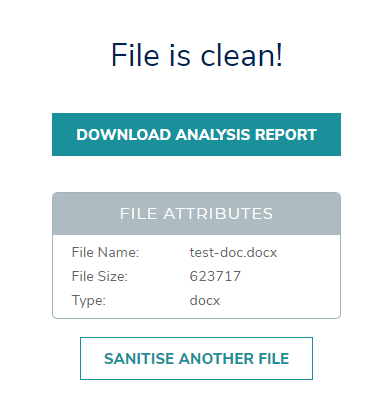 File is clean!
DOWNLOAD ANALYSIS REPORT
FILE ATTRIBUTES
File Name: test-doc.docx
File Size: 623717
Type: docx
SANITISE ANOTHER FILE